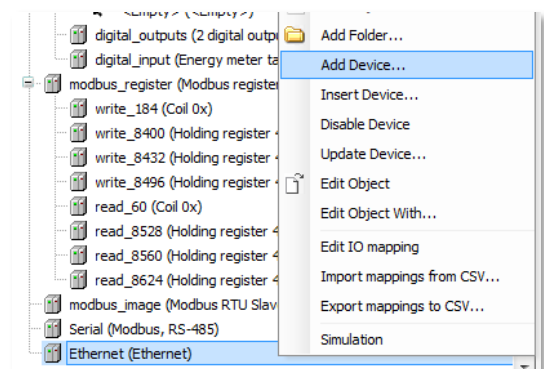 <Empty> (<Empty>)
digital_outputs (2 digital outp
digital_input (Energy meter ta
modbus_register (Modbus register
write_184 (Coil 0x)
write_8400 (Holding register 4
write_8432 (Holding register 4
write_8496 (Holding register 4
read_60 (Coil 0x)
read_8528 (Holding register 4
read_8560 (Holding register 4
read_8624 (Holding register 4
modbus_image (Modbus RTU Slav
Serial (Modbus, RS-485)
Ethernet (Ethernet)
Add Folder...
Add Device...
Insert Device...
Disable Device
Update Device...
Edit Object
Edit Object With...
Edit IO mapping
Import mappings from CSV...
Export mappings to CSV...
Simulation